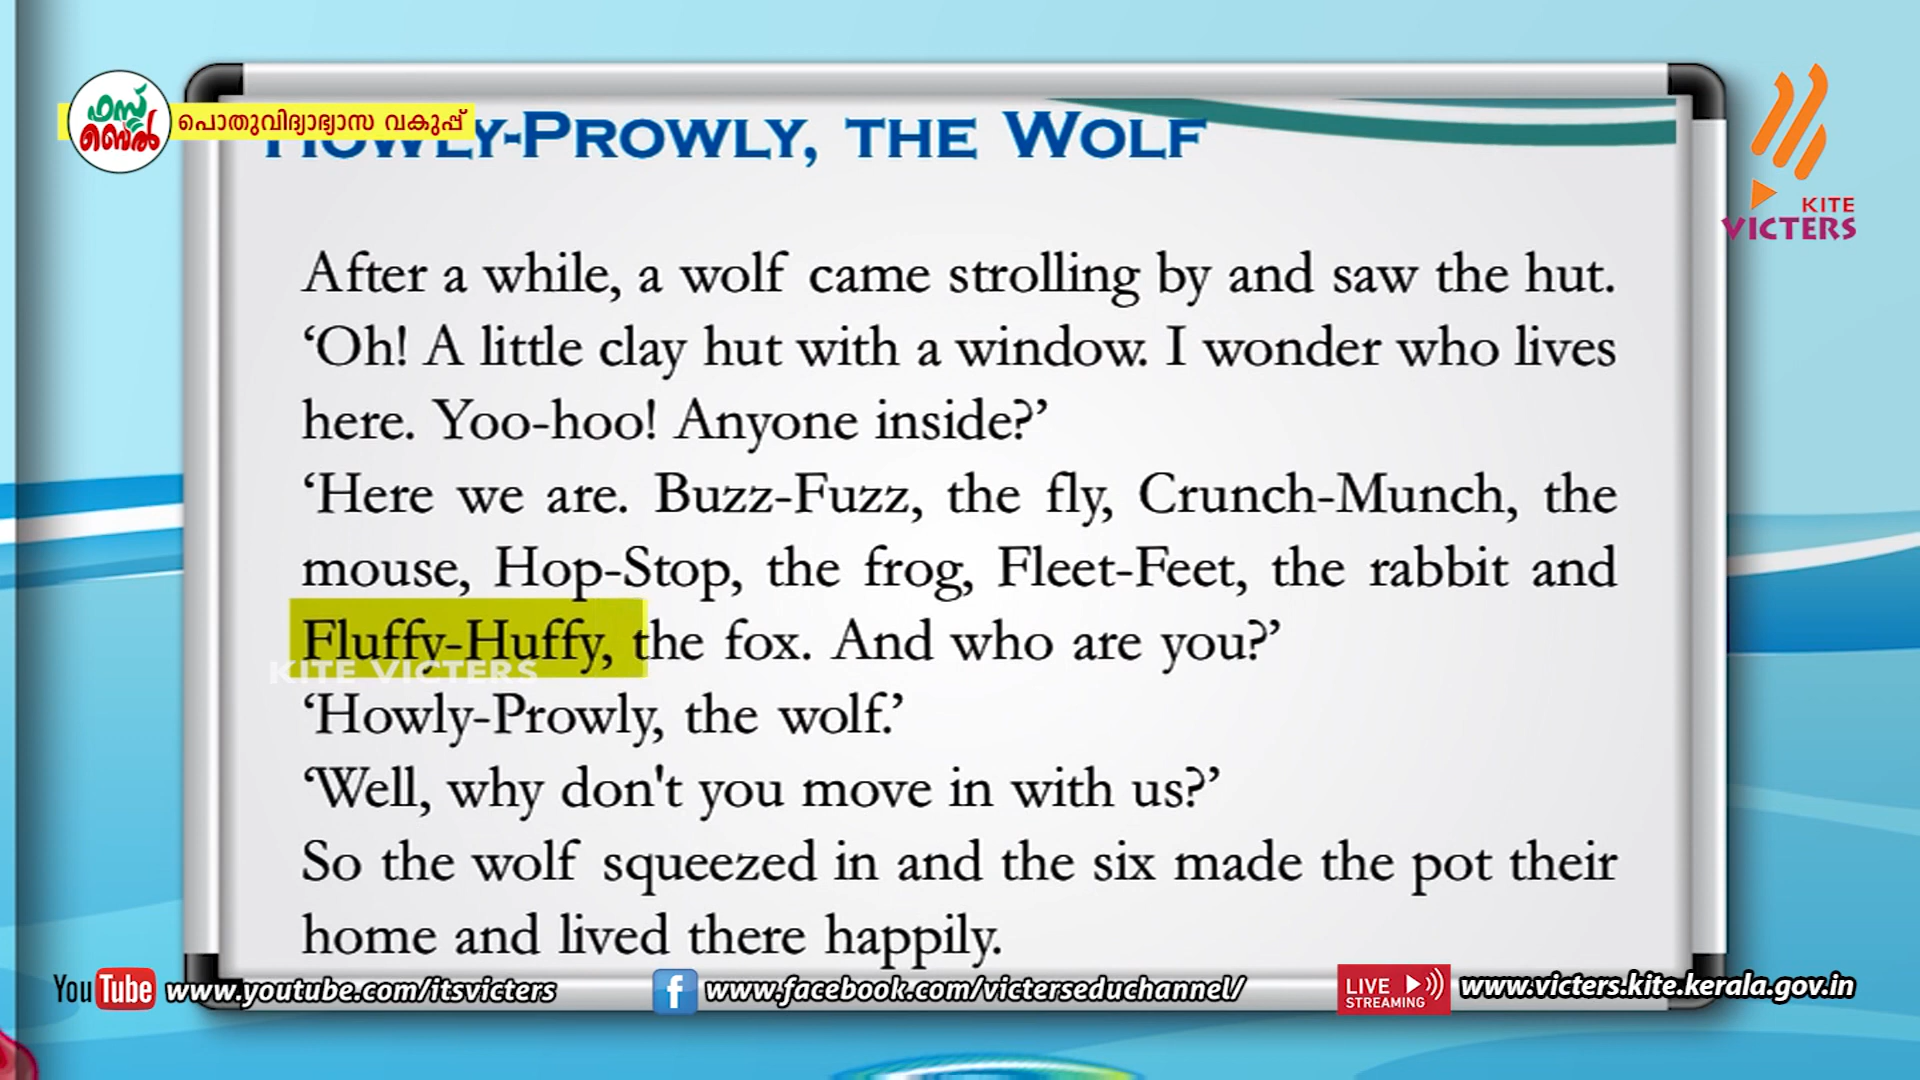 ഫസ്റ്റ് ബെൽ
പൊതുവിദ്യാഭ്യാസ വകുപ്പ്
HOWLY-PROWLY, THE WOLF
KITE
VICTERS
After a while, a wolf came strolling by and saw the hut.
‘Oh! A little clay hut with a window. I wonder who lives
here. Yoo-hoo! Anyone inside?’
‘Here we are. Buzz-Fuzz, the fly, Crunch-Munch, the
mouse, Hop-Stop, the frog, Fleet-Feet, the rabbit and
Fluffy-Huffy, the fox. And who are you?’
KITE VICTERS
‘Howly-Prowly, the wolf.’
‘Well, why don't you move in with us?’
So the wolf squeezed in and the six made the pot their
home and lived there happily.
YouTube www.youtube.com/itsvicters
f www.facebook.com/victerseduchannel/
LIVE STREAMING www.victers.kite.kerala.gov.in